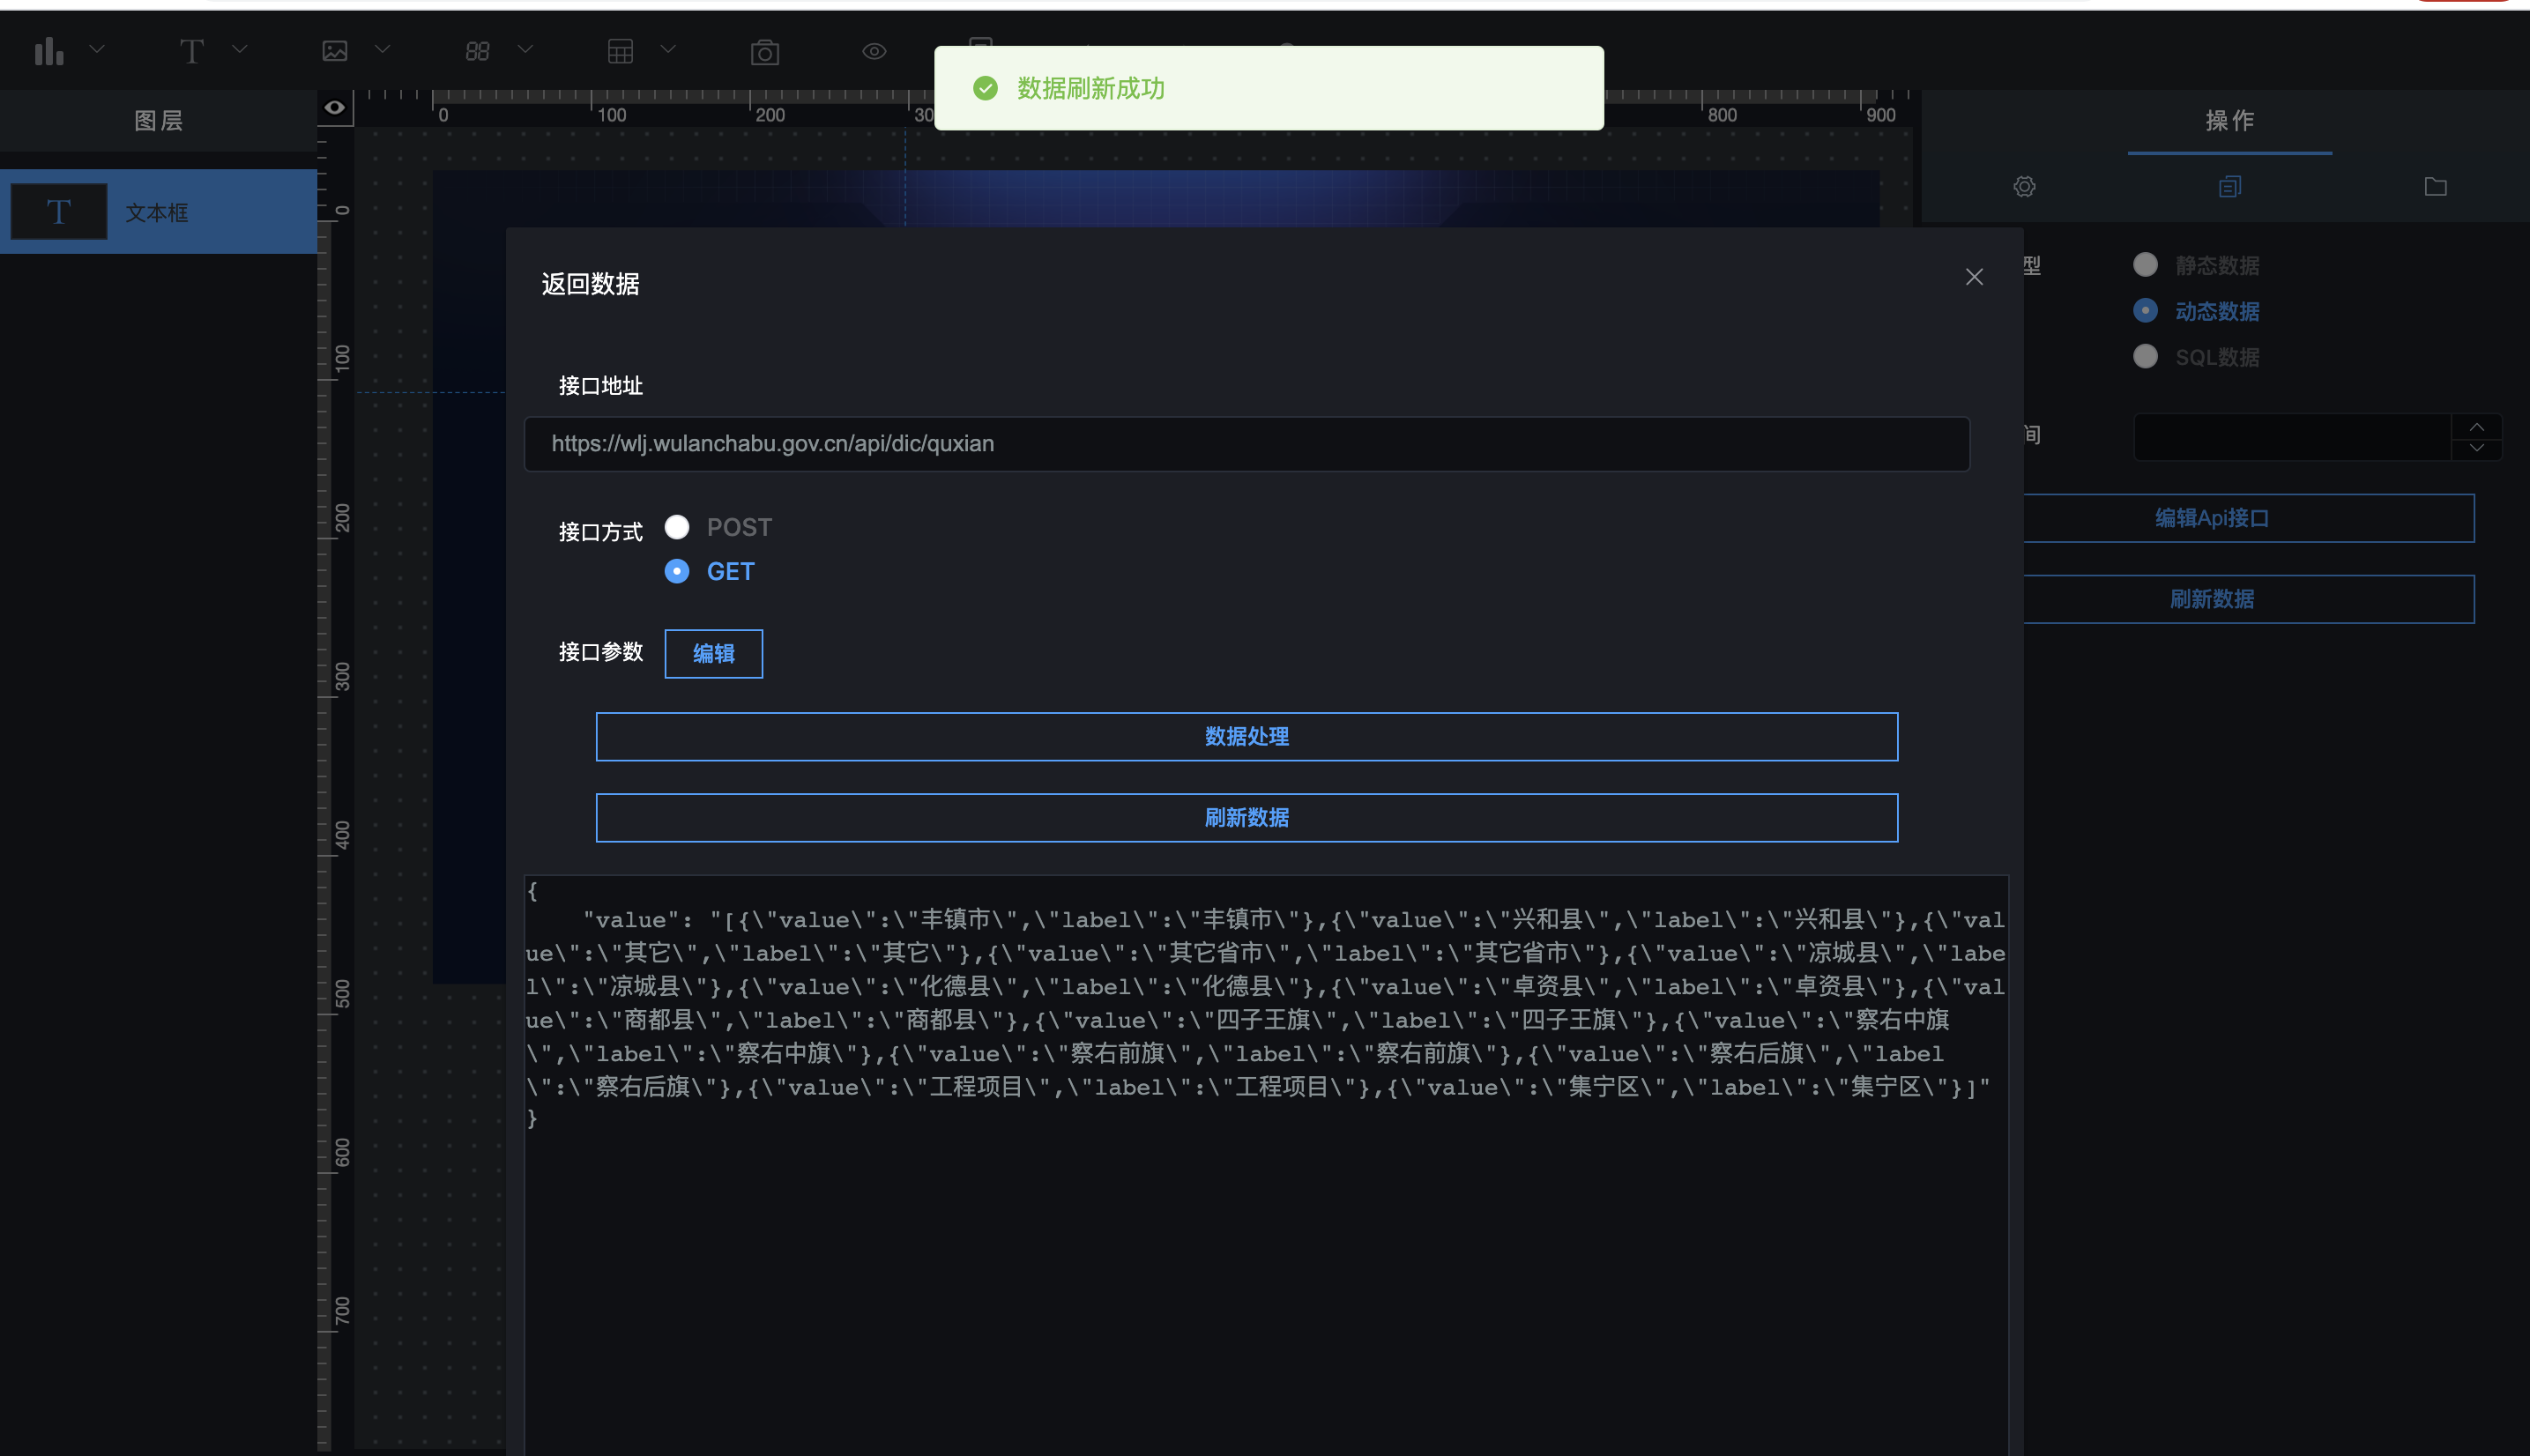 数据刷新成功
图层
操作
0
100
200
30
800
900
T
文本框
0
100
200
300
400
500
600
700
返回数据
型
静态数据
动态数据
SQL数据
接口地址
https://wlj.wulanchabu.gov.cn/api/dic/quxian
间
接口方式
POST
GET
编辑Api接口
刷新数据
接口参数
编辑
数据处理
刷新数据
{
"value": "[{\"value\":\"丰镇市\",\"label\":\"丰镇市\"},{\"value\":\"兴和县\",\"label\":\"兴和县\"},{\"val
ue\":\"其它\",\"label\":\"其它\"},{\"value\":\"其它省市\",\"label\":\"其它省市\"},{\"value\":\"凉城县\",\"labe
l\":\"凉城县\"},{\"value\":\"化德县\",\"label\":\"化德县\"},{\"value\":\"卓资县\",\"label\":\"卓资县\"},{\"val
ue\":\"商都县\",\"label\":\"商都县\"},{\"value\":\"四子王旗\",\"label\":\"四子王旗\"},{\"value\":\"察右中旗
\",\"label\":\"察右中旗\"},{\"value\":\"察右前旗\",\"label\":\"察右前旗\"},{\"value\":\"察右后旗\",\"label
\":\"察右后旗\"},{\"value\":\"工程项目\",\"label\":\"工程项目\"},{\"value\":\"集宁区\",\"label\":\"集宁区\"}]"
}